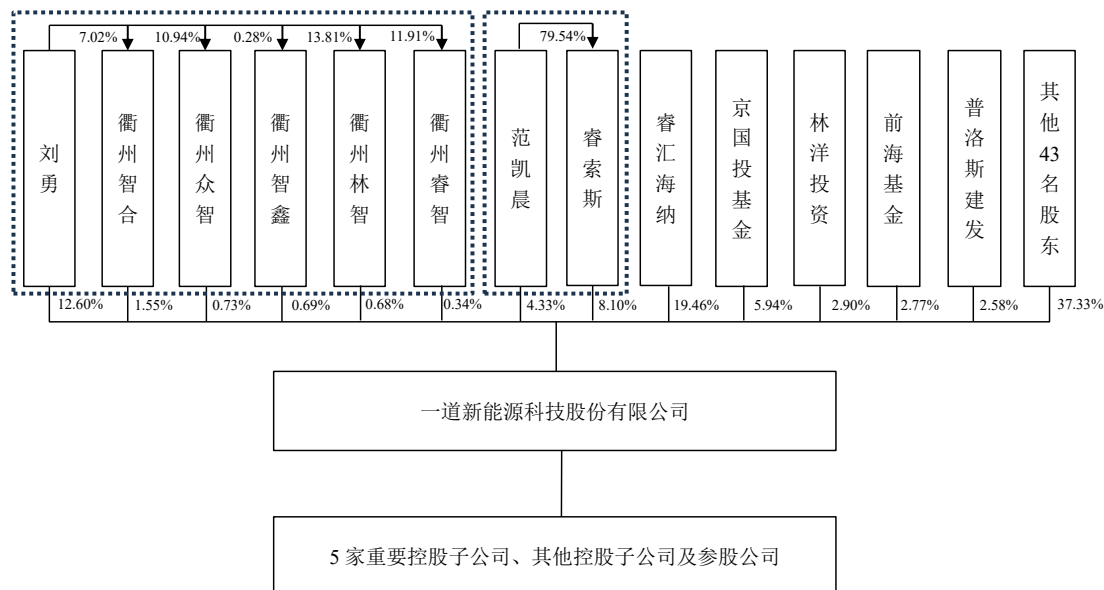 7.02% 10.94% 0.28% 13.81% 11.91% 79.54%
刘勇
衢州智合
衢州众智
衢州智鑫
衢州林智
衢州睿智
范凯晨
睿索斯
睿汇海纳
京国投基金
林洋投资
前海基金
普洛斯建发
其他43名股东
12.60% 1.55% 0.73% 0.69% 0.68% 0.34% 4.33% 8.10% 19.46% 5.94% 2.90% 2.77% 2.58% 37.33%
一道新能源科技股份有限公司
5 家重要控股子公司、其他控股子公司及参股公司